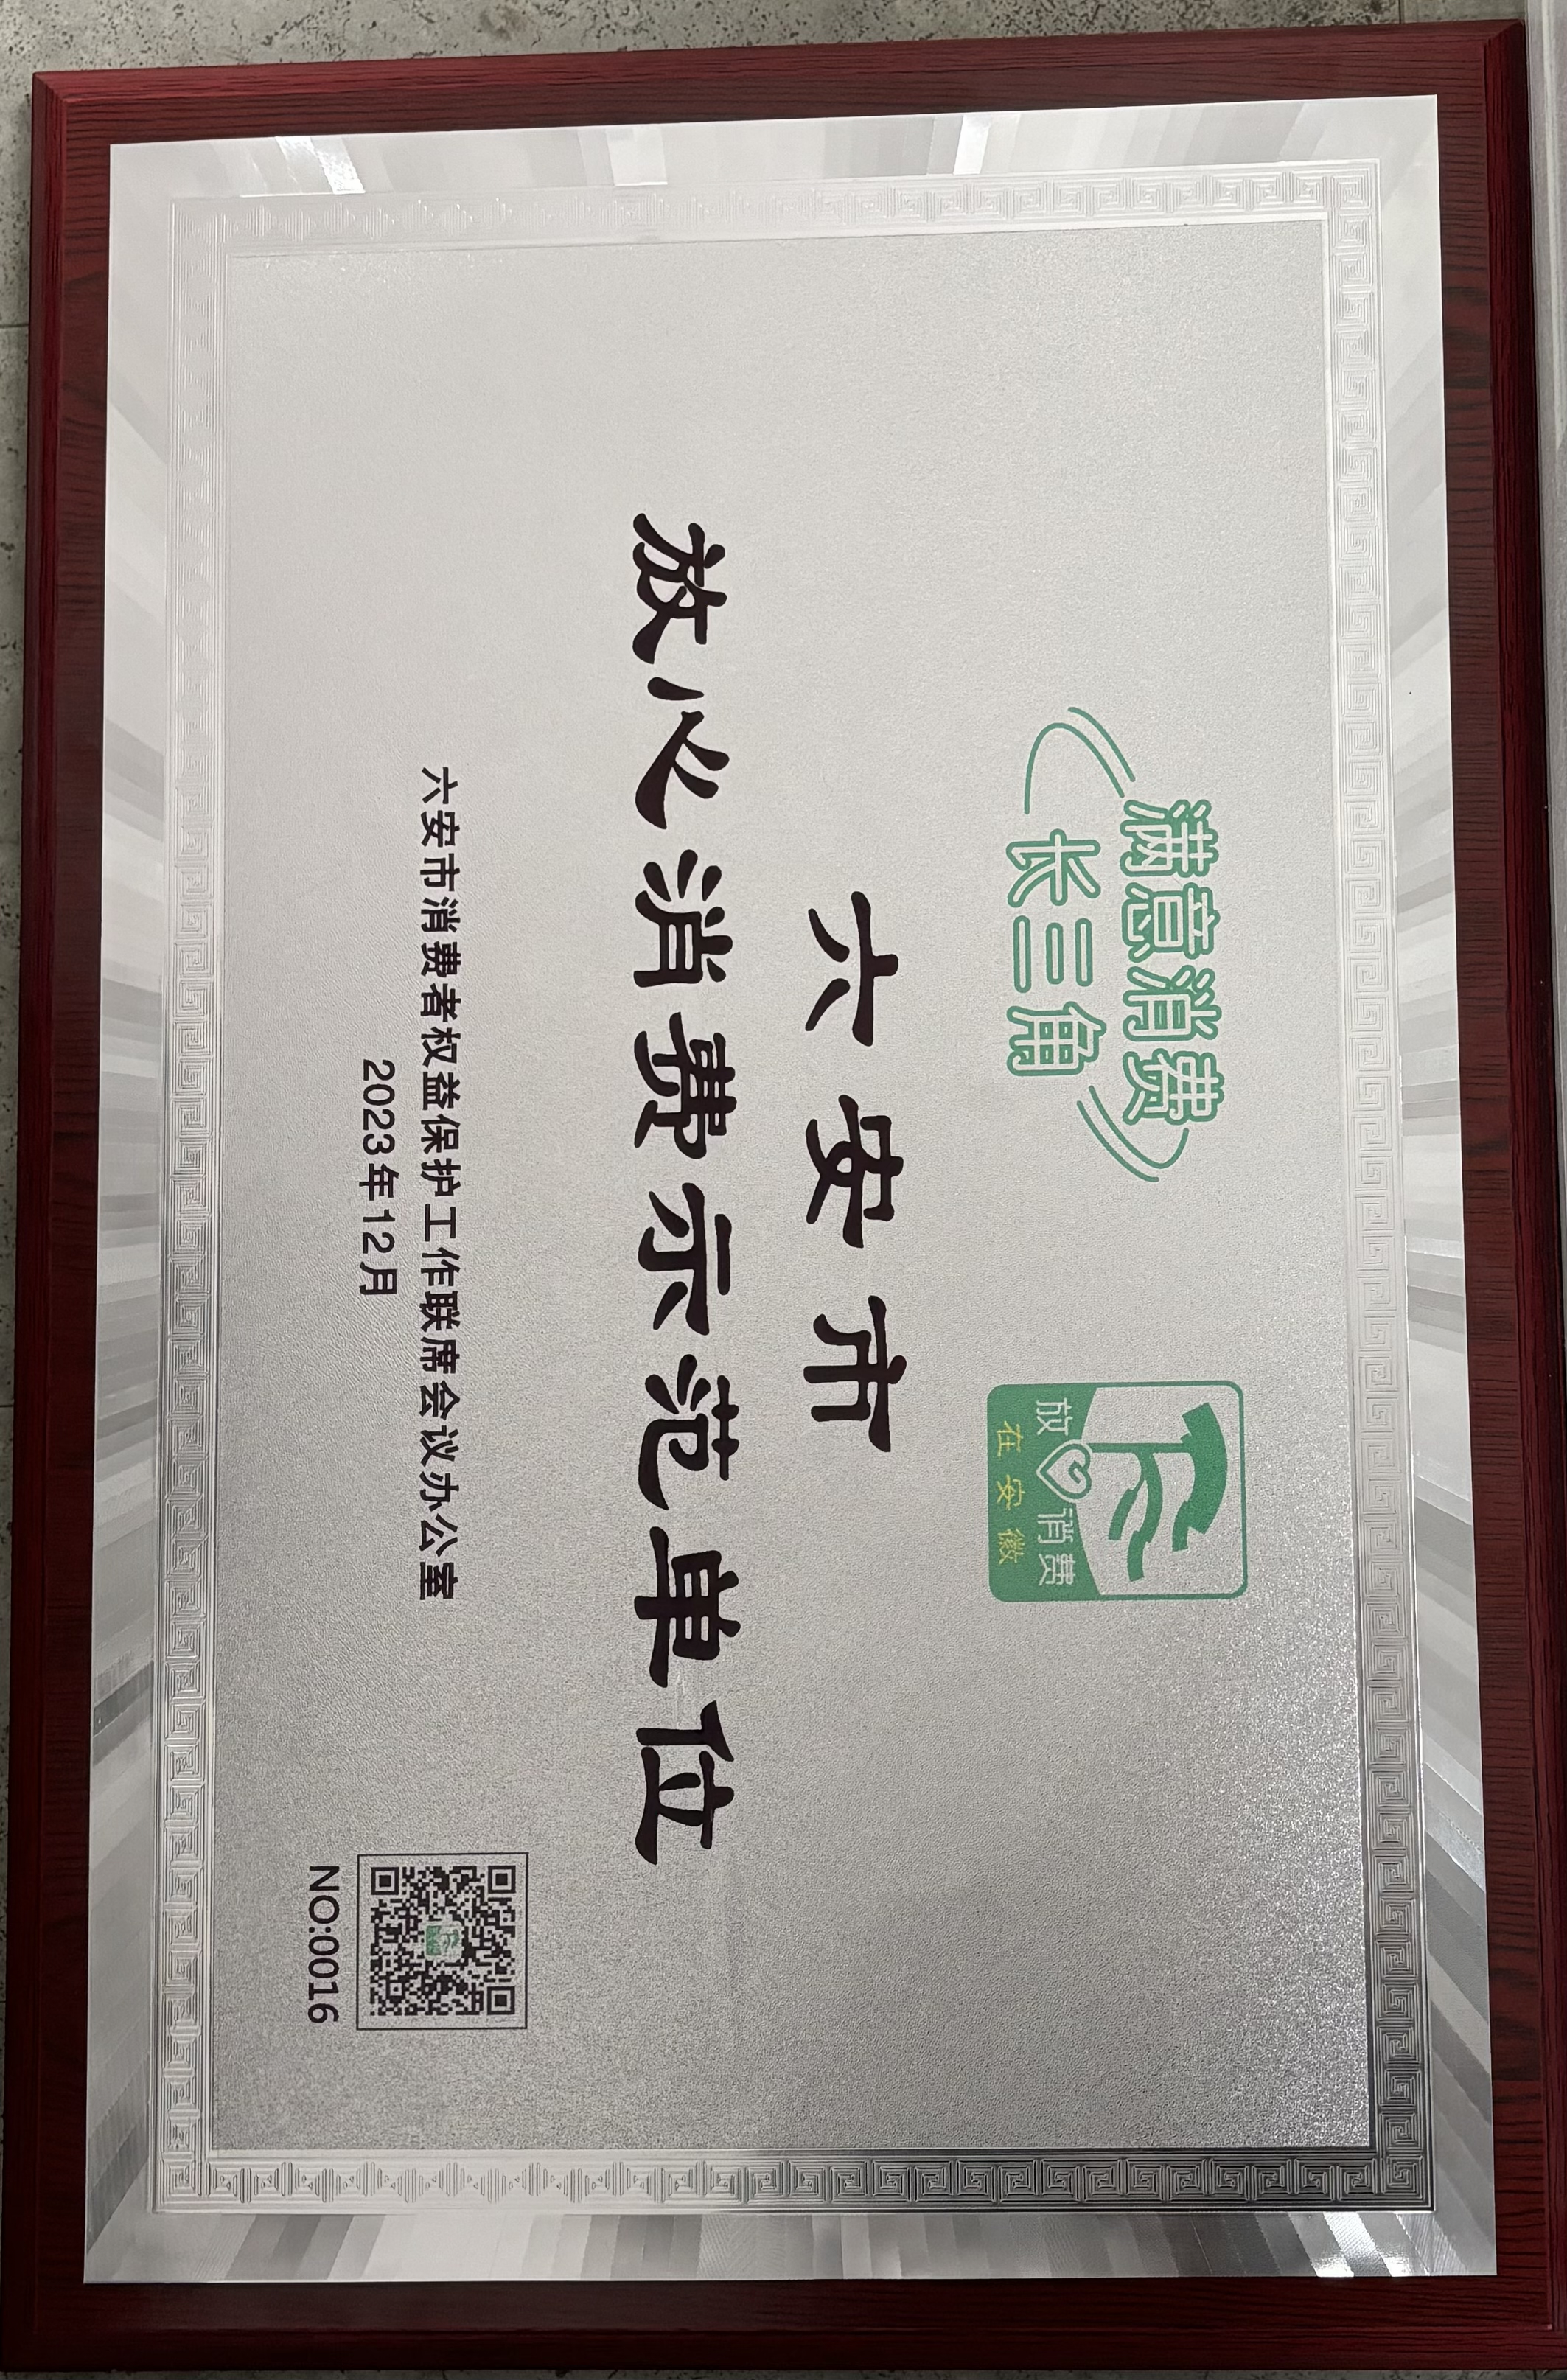 满意消费
长三角
放心消费
在安徽
六安市
放心消费示范单位
六安市消费者权益保护工作联席会议办公室
2023年12月
NO:0016